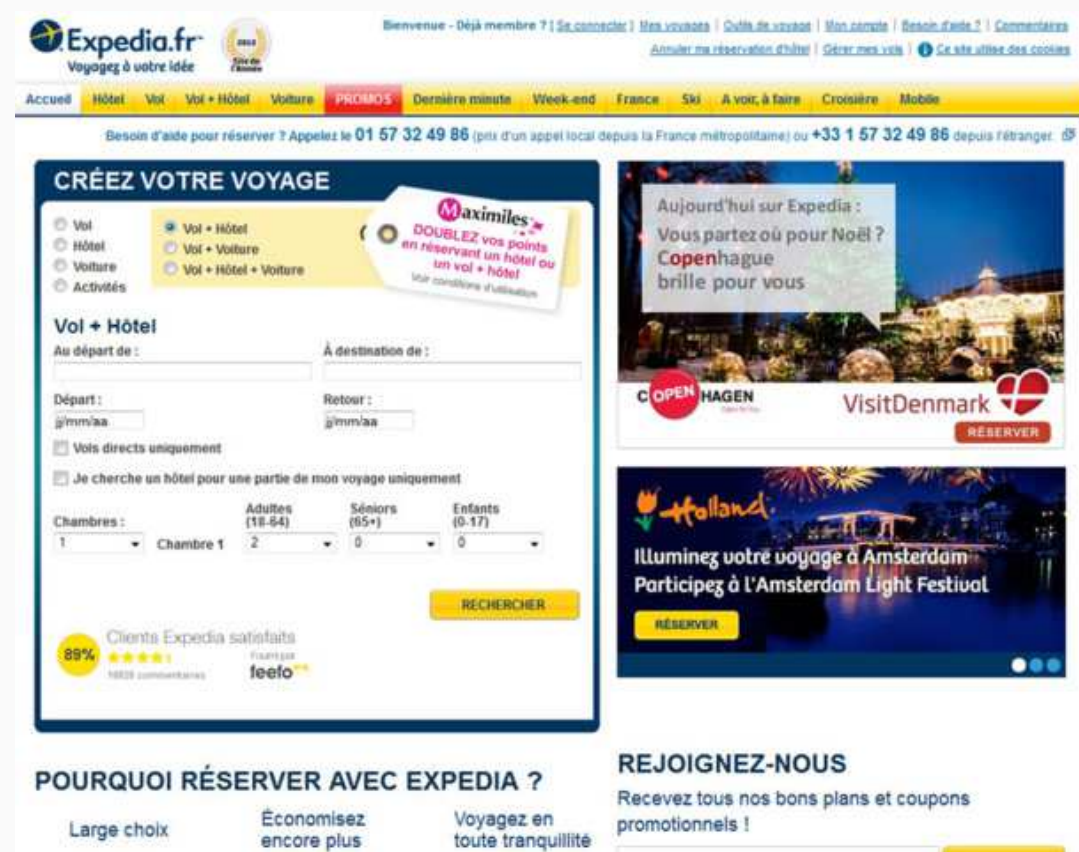 Expedia.fr
Voyagez à votre idée
Site de l'Année
Bienvenue - Déjà membre ? [ Se connecter ] Mes voyages | Outils de voyage | Mon compte | Besoin d'aide ? | Commentaires
Annuler ma réservation d'hôtel | Gérer mes vols | Ce site utilise des cookies
Accueil Hôtel Vol Vol + Hôtel Voiture PROMOS Dernière minute Week-end France Ski A voir, à faire Croisière Mobile
Besoin d'aide pour réserver ? Appelez le 01 57 32 49 86 (prix d'un appel local depuis la France métropolitaine) ou +33 1 57 32 49 86 depuis l'étranger.
CRÉEZ VOTRE VOYAGE
Vol
Hôtel
Voiture
Activités
Vol + Hôtel
Vol + Voiture
Vol + Hôtel + Voiture
Maximiles
DOUBLEZ vos points
en réservant un hôtel ou
un vol + hôtel
Voir conditions d'utilisation
Vol + Hôtel
Au départ de : À destination de :
Départ : Retour :
jj/mm/aa jj/mm/aa
Vols directs uniquement
Je cherche un hôtel pour une partie de mon voyage uniquement
Chambres : Adultes (18-64) Séniors (65+) Enfants (0-17)
1 Chambre 1 2 0 0
RECHERCHER
89%
Clients Expedia satisfaits
commentaires
Fourni par
feefo
Aujourd'hui sur Expedia :
Vous partez où pour Noël ?
Copenhague
brille pour vous
COPENHAGEN
Open for You
VisitDenmark
RÉSERVER
Holland.
Illuminez votre voyage à Amsterdam
Participez à l'Amsterdam Light Festival
RÉSERVER
POURQUOI RÉSERVER AVEC EXPEDIA ?
Large choix
Économisez
encore plus
Voyagez en
toute tranquillité
REJOIGNEZ-NOUS
Recevez tous nos bons plans et coupons
promotionnels !